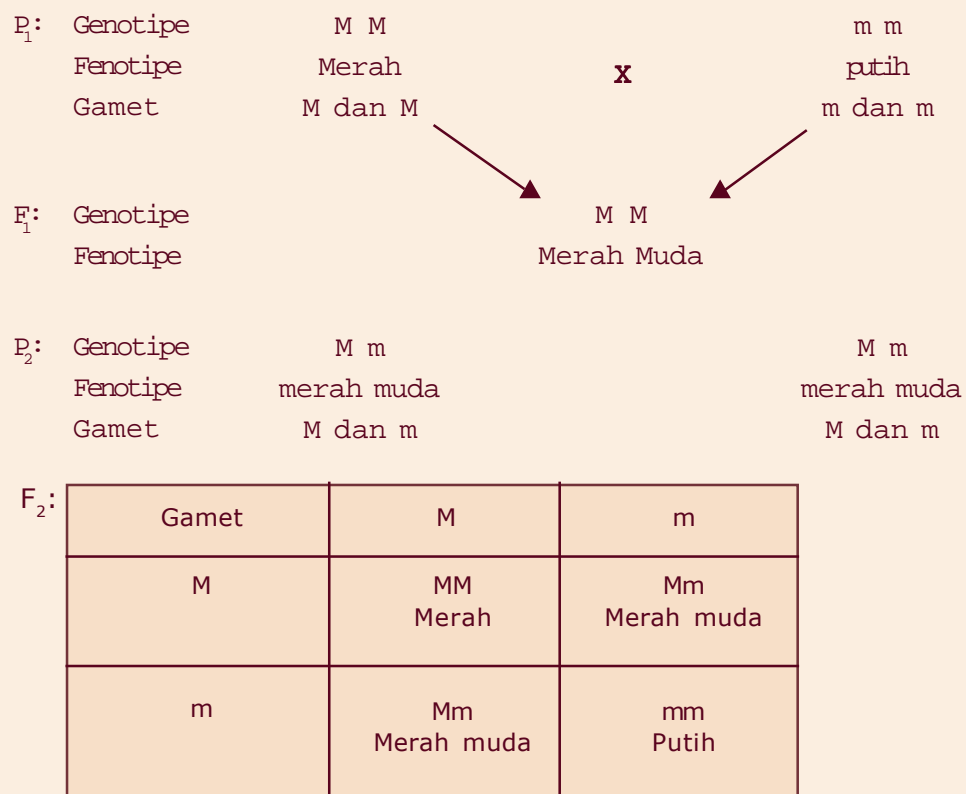 P1: Genotipe M M m m
Fenotipe Merah x putih
Gamet M dan M m dan m
F1: Genotipe M M
Fenotipe Merah Muda
P2: Genotipe M m M m
Fenotipe merah muda merah muda
Gamet M dan m M dan m
F2:
Gamet M m
M MM Mm
Merah Merah muda
m Mm mm
Merah muda Putih